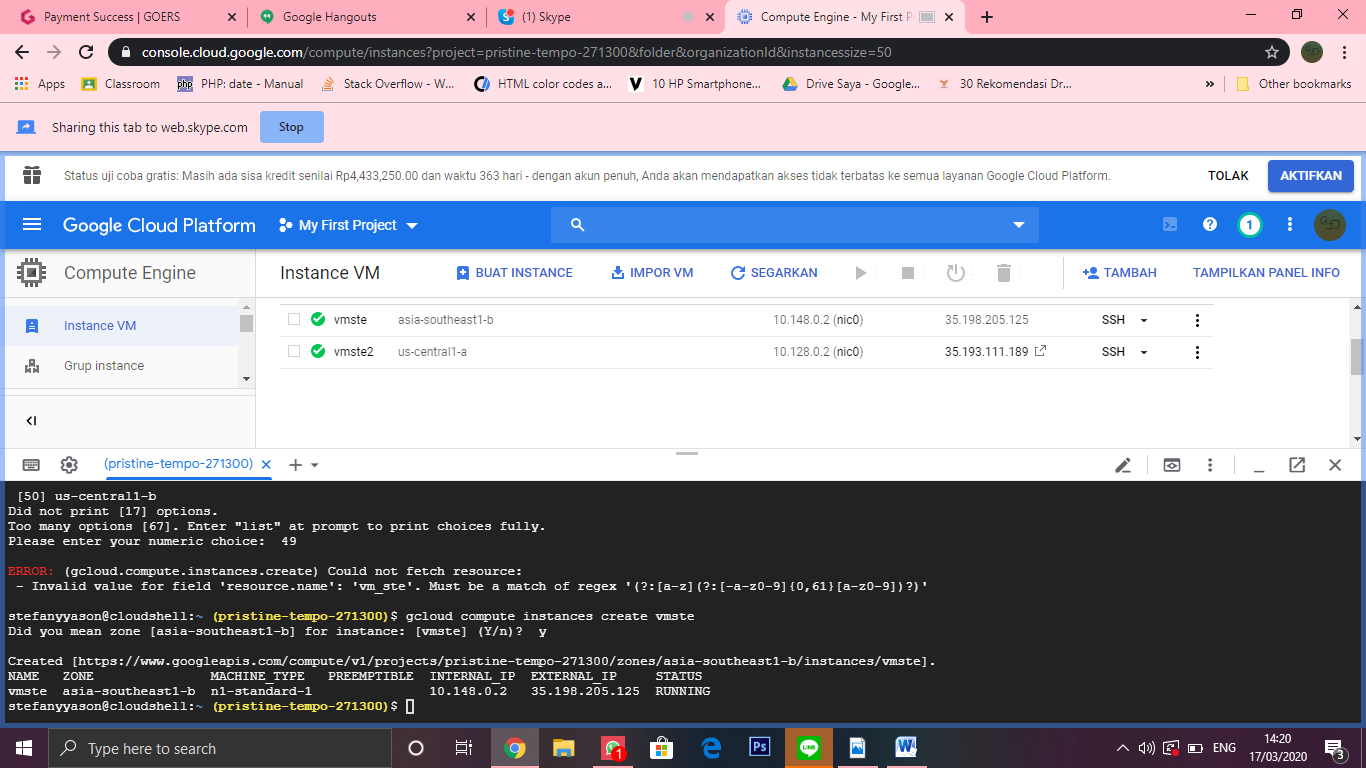 Payment Success | GOERS
Google Hangouts
(1) Skype
Compute Engine - My First P
console.cloud.google.com/compute/instances?project=pristine-tempo-271300&folder&organizationId&instancessize=50
Apps
Classroom
php
PHP: date - Manual
Stack Overflow - W...
HTML color codes a...
10 HP Smartphone...
Drive Saya - Google...
30 Rekomendasi Dr...
»
Other bookmarks
Sharing this tab to web.skype.com
Stop
Status uji coba gratis: Masih ada sisa kredit senilai Rp4,433,250.00 dan waktu 363 hari - dengan akun penuh, Anda akan mendapatkan akses tidak terbatas ke semua layanan Google Cloud Platform.
TOLAK
AKTIFKAN
Google Cloud Platform
My First Project
1
Compute Engine
Instance VM
BUAT INSTANCE
IMPOR VM
SEGARKAN
TAMBAH
TAMPILKAN PANEL INFO
Instance VM
Grup instance
vmste asia-southeast1-b 10.148.0.2 (nic0) 35.198.205.125 SSH
vmste2 us-central1-a 10.128.0.2 (nic0) 35.193.111.189 SSH
(pristine-tempo-271300)
[50] us-central1-b
Did not print [17] options.
Too many options [67]. Enter "list" at prompt to print choices fully.
Please enter your numeric choice:  49
ERROR: (gcloud.compute.instances.create) Could not fetch resource:
- Invalid value for field 'resource.name': 'vm_ste'. Must be a match of regex '(?:[a-z](?:[-a-z0-9]{0,61}[a-z0-9])?)'
stefanyyason@cloudshell:~ (pristine-tempo-271300)$ gcloud compute instances create vmste
Did you mean zone [asia-southeast1-b] for instance: [vmste] (Y/n)?  y
Created [https://www.googleapis.com/compute/v1/projects/pristine-tempo-271300/zones/asia-southeast1-b/instances/vmste].
NAME ZONE MACHINE_TYPE PREEMPTIBLE INTERNAL_IP EXTERNAL_IP STATUS
vmste asia-southeast1-b n1-standard-1 10.148.0.2 35.198.205.125 RUNNING
stefanyyason@cloudshell:~ (pristine-tempo-271300)$
Type here to search
1
Ps
LINE
W
ENG
14:20
17/03/2020
3